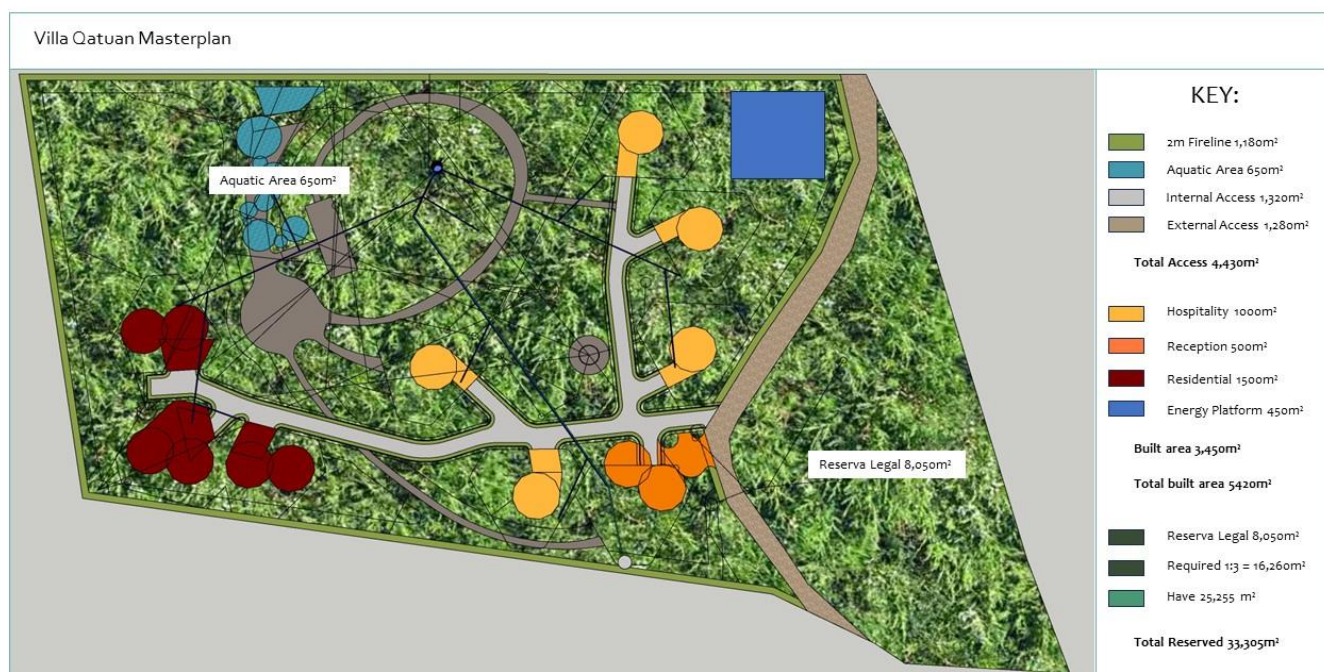 Villa Qatuan Masterplan
KEY:
2m Fireline 1,180m²
Aquatic Area 650m²
Aquatic Area 650m²
Internal Access 1,320m²
External Access 1,280m²
Total Access 4,430m²
Hospitality 1000m²
Reception 500m²
Residential 1500m²
Energy Platform 450m²
Built area 3,450m²
Reserva Legal 8,050m²
Total built area 5420m²
Reserva Legal 8,050m²
Required 1:3 = 16,260m²
Have 25,255 m²
Total Reserved 33,305m²